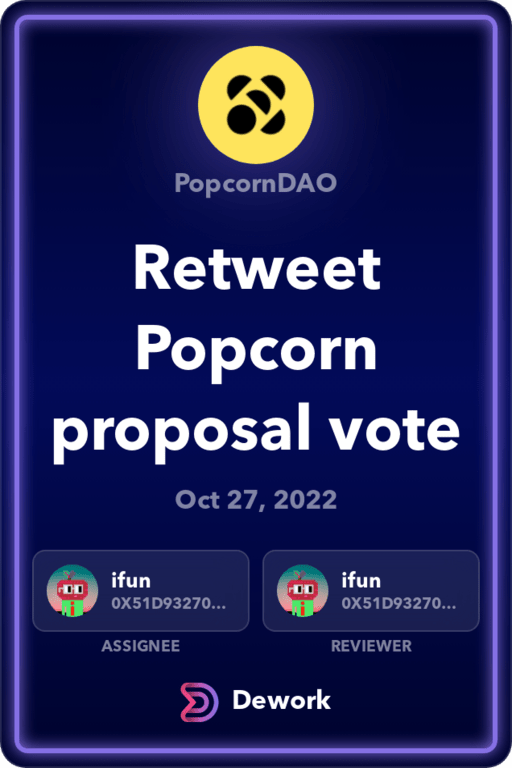 PopcornDAO
Retweet
Popcorn
proposal vote
Oct 27, 2022
ifun
0X51D93270...
ifun
0X51D93270...
ASSIGNEE
REVIEWER
Dework